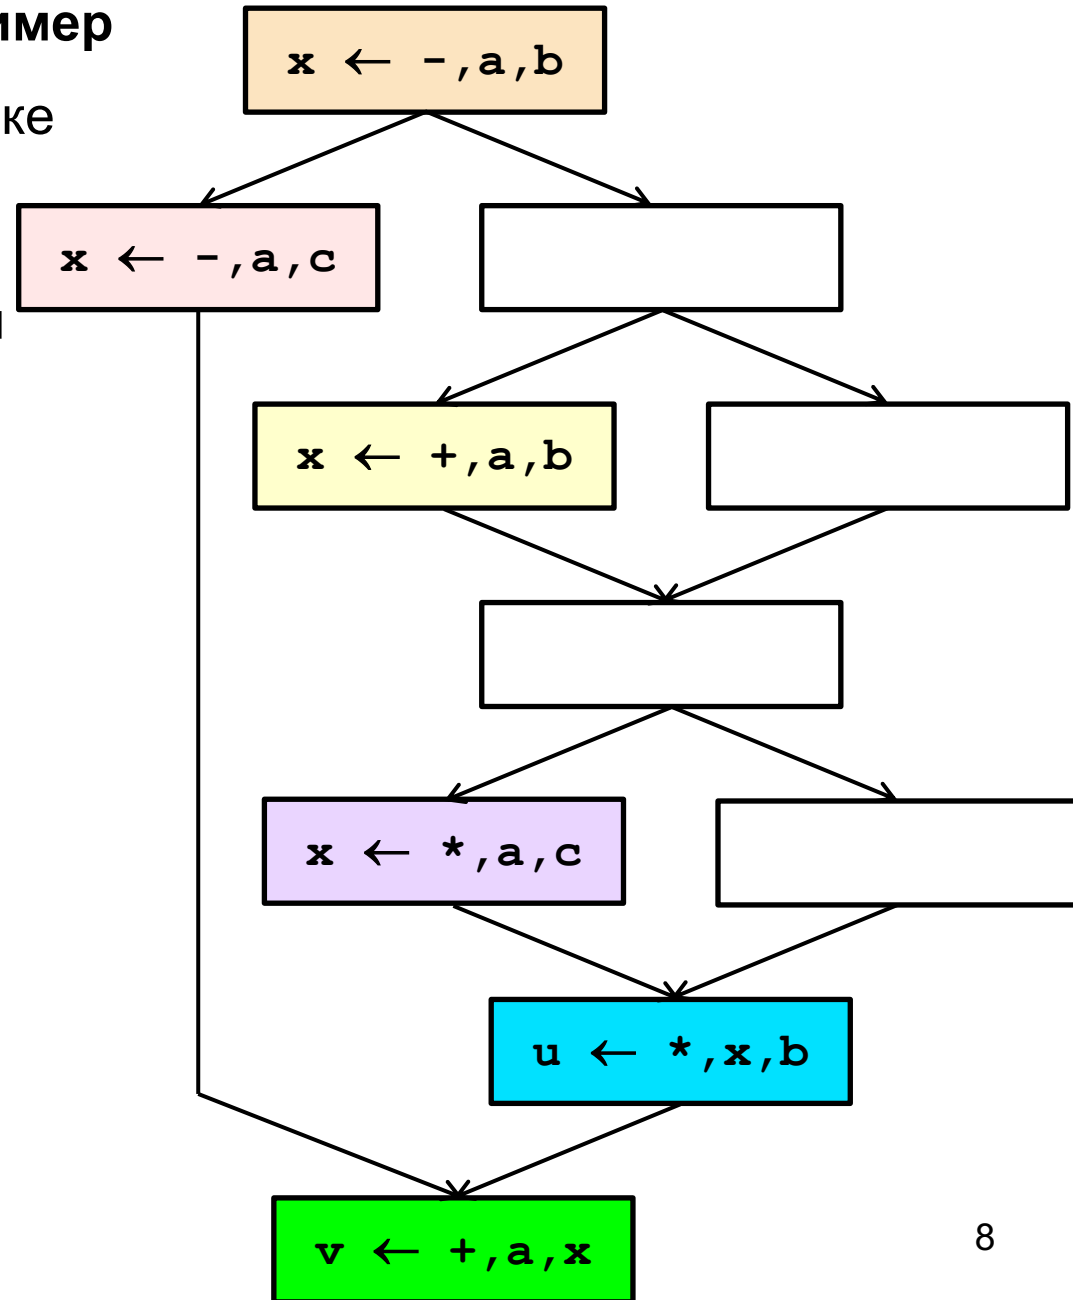 имер
x ← -,a,b
ке
x ← -,a,c
x ← +,a,b
x ← *,a,c
u ← *,x,b
v ← +,a,x
8